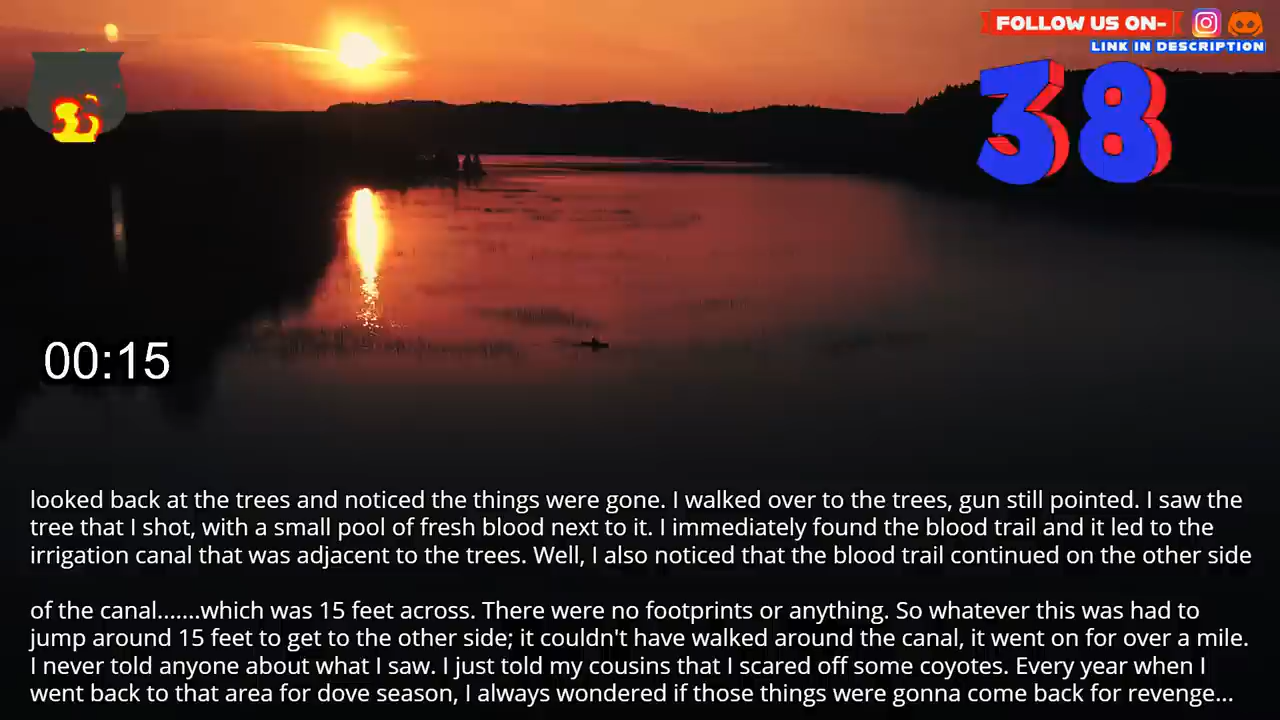 FOLLOW US ON-
LINK IN DESCRIPTION
38
00:15
looked back at the trees and noticed the things were gone. I walked over to the trees, gun still pointed. I saw the
tree that I shot, with a small pool of fresh blood next to it. I immediately found the blood trail and it led to the
irrigation canal that was adjacent to the trees. Well, I also noticed that the blood trail continued on the other side
of the canal.......which was 15 feet across. There were no footprints or anything. So whatever this was had to
jump around 15 feet to get to the other side; it couldn't have walked around the canal, it went on for over a mile.
I never told anyone about what I saw. I just told my cousins that I scared off some coyotes. Every year when I
went back to that area for dove season, I always wondered if those things were gonna come back for revenge...